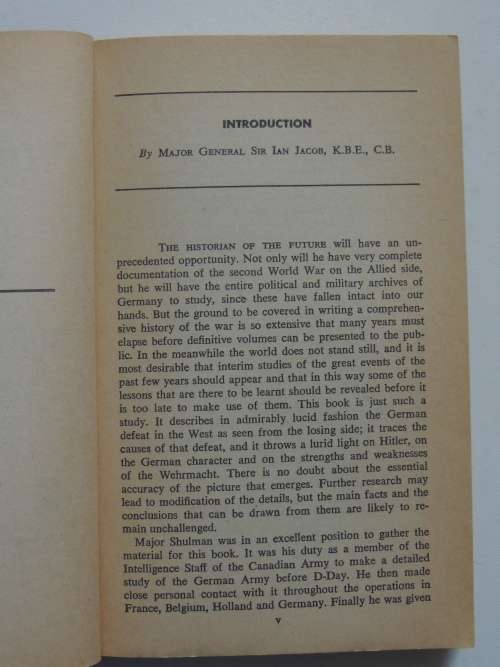 INTRODUCTION
By MAJOR GENERAL SIR IAN JACOB, K.B.E., C.B.
THE HISTORIAN OF THE FUTURE will have an un-
precedented opportunity. Not only will he have very complete
documentation of the second World War on the Allied side,
but he will have the entire political and military archives of
Germany to study, since these have fallen intact into our
hands. But the ground to be covered in writing a comprehen-
sive history of the war is so extensive that many years must
elapse before definitive volumes can be presented to the pub-
lic. In the meanwhile the world does not stand still, and it is
most desirable that interim studies of the great events of the
past few years should appear and that in this way some of the
lessons that are there to be learnt should be revealed before it
is too late to make use of them. This book is just such a
study. It describes in admirably lucid fashion the German
defeat in the West as seen from the losing side; it traces the
causes of that defeat, and it throws a lurid light on Hitler, on
the German character and on the strengths and weaknesses
of the Wehrmacht. There is no doubt about the essential
accuracy of the picture that emerges. Further research may
lead to modification of the details, but the main facts and the
conclusions that can be drawn from them are likely to re-
main unchallenged.
Major Shulman was in an excellent position to gather the
material for this book. It was his duty as a member of the
Intelligence Staff of the Canadian Army to make a detailed
study of the German Army before D-Day. He then made
close personal contact with it throughout the operations in
France, Belgium, Holland and Germany. Finally he was given
v